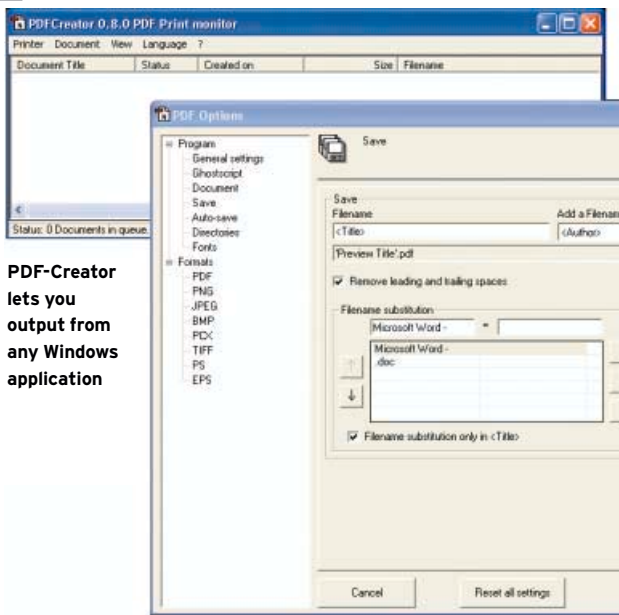 PDFCreator 0.8.0 PDF Print monitor
Printer Document View Language ?
Document Title Status Created on Size Filename
Status: 0 Documents in queue.
PDF Options
Program
General settings
Ghostscript
Document
Save
Auto-save
Directories
Fonts
Formats
PDF
PNG
JPEG
BMP
PCX
TIFF
PS
EPS
Save
Save
Filename Add a Filenam
<Title> <Author>
'Preview Title'.pdf
Remove leading and trailing spaces
Filename substitution
Microsoft Word - =
Microsoft Word -
.doc
Filename substitution only in <Title>
Cancel Reset all settings
PDF-Creator
lets you
output from
any Windows
application